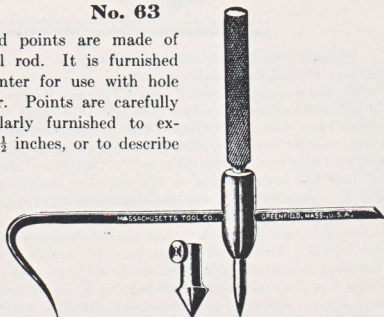 No. 63
d points are made of
l rod. It is furnished
nter for use with hole
r. Points are carefully
larly furnished to ex-
½ inches, or to describe
MASSACHUSETTS TOOL CO., GREENFIELD, MASS., U.S.A.